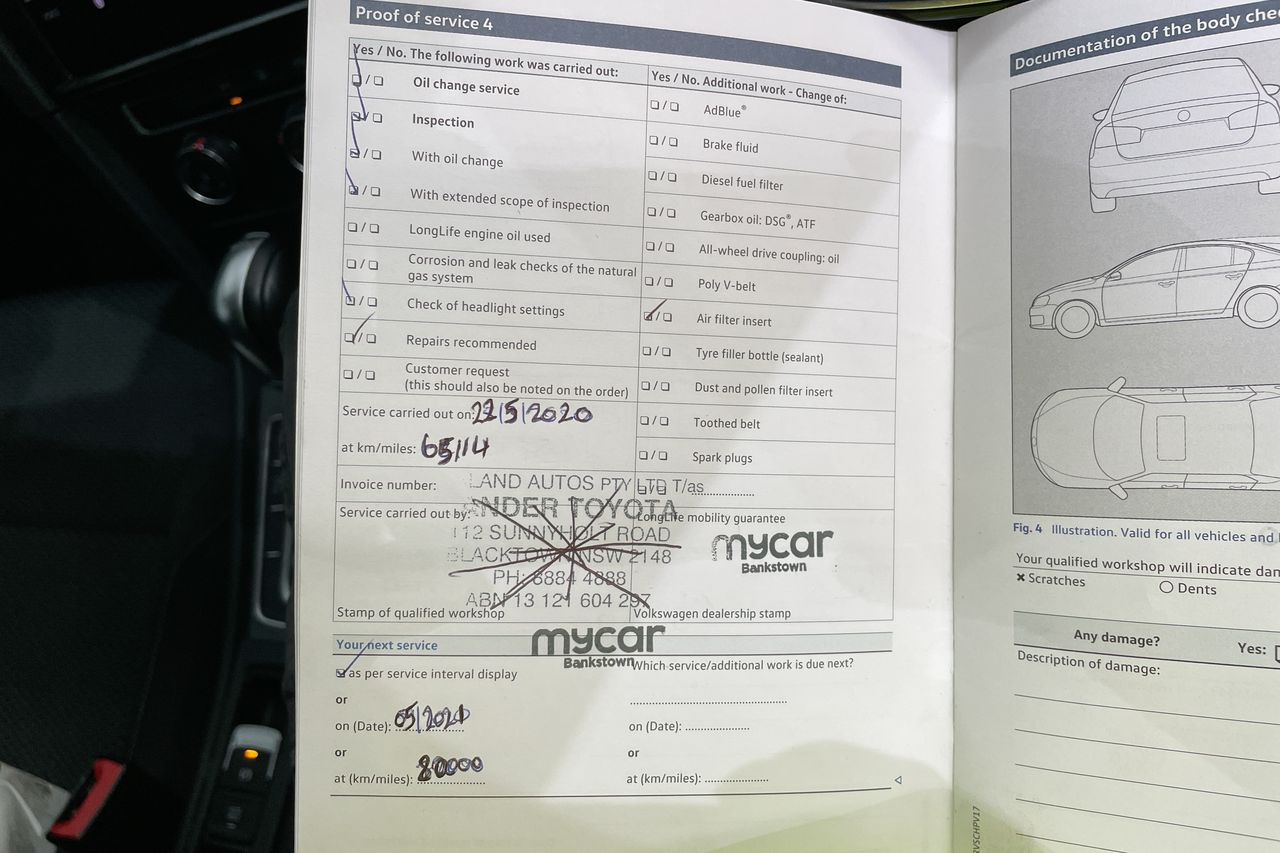 Proof of service 4
Yes / No. The following work was carried out:
Oil change service
Inspection
With oil change
With extended scope of inspection
LongLife engine oil used
Corrosion and leak checks of the natural
gas system
Check of headlight settings
Repairs recommended
Customer request
(this should also be noted on the order)
Service carried out on: 22/5/2020
at km/miles: 65114
Invoice number:
Service carried out by:
Stamp of qualified workshop
Yes / No. Additional work - Change of:
AdBlue®
Brake fluid
Diesel fuel filter
Gearbox oil: DSG®, ATF
All-wheel drive coupling: oil
Poly V-belt
Air filter insert
Tyre filler bottle (sealant)
Dust and pollen filter insert
Toothed belt
Spark plugs
LAND AUTOS PTY LTD T/as
ANDER TOYOTA
112 SUNNYHOLT ROAD
BLACKTOWN NSW 2148
PH: 8884 4888
ABN 13 121 604 297
LongLife mobility guarantee
mycar
Bankstown
Volkswagen dealership stamp
mycar
Bankstown
Your next service
as per service interval display
or
on (Date): 05/2021
or
at (km/miles): 80000
Which service/additional work is due next?
on (Date):
or
at (km/miles):
Documentation of the body che
Fig. 4 Illustration. Valid for all vehicles and
Your qualified workshop will indicate dan
Scratches
Dents
Any damage? Yes:
Description of damage: